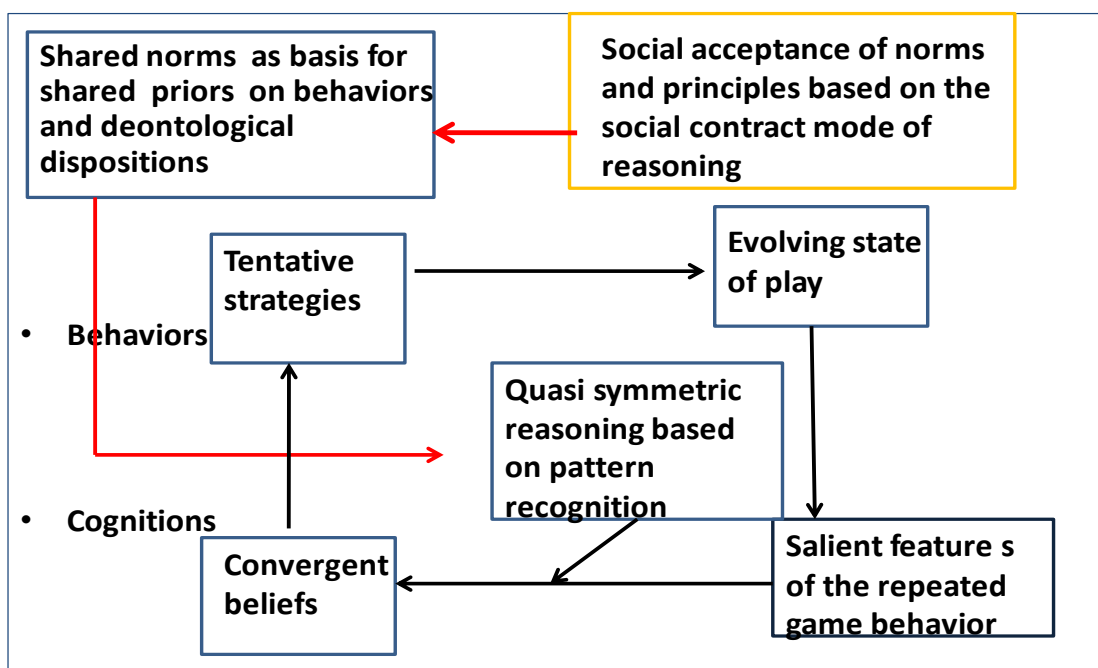 Shared norms as basis for
shared priors on behaviors
and deontological
dispositions
Social acceptance of norms
and principles based on the
social contract mode of
reasoning
Tentative
strategies
Evolving state
of play
• Behaviors
Quasi symmetric
reasoning based
on pattern
recognition
• Cognitions
Convergent
beliefs
Salient feature s
of the repeated
game behavior